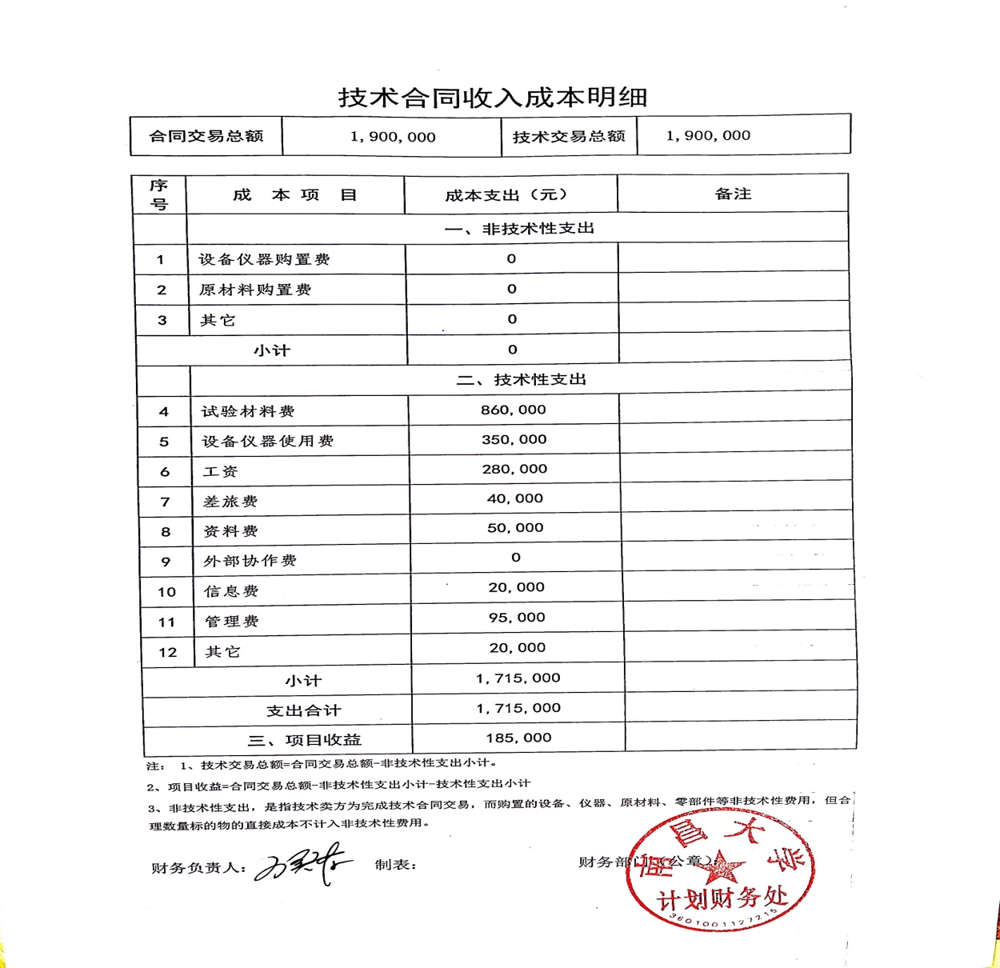 技术合同收入成本明细
合同交易总额 1,900,000 技术交易总额 1,900,000
序号 成 本 项 目 成本支出（元） 备注
一、非技术性支出
1 设备仪器购置费 0
2 原材料购置费 0
3 其它 0
小计 0
二、技术性支出
4 试验材料费 860,000
5 设备仪器使用费 350,000
6 工资 280,000
7 差旅费 40,000
8 资料费 50,000
9 外部协作费 0
10 信息费 20,000
11 管理费 95,000
12 其它 20,000
小计 1,715,000
支出合计 1,715,000
三、项目收益 185,000
注： 1、技术交易总额=合同交易总额-非技术性支出小计。
2、项目收益=合同交易总额-非技术性支出小计-技术性支出小计
3、非技术性支出，是指技术卖方为完成技术合同交易，而购置的设备、仪器、原材料、零部件等非技术性费用，但合
理数量标的物的直接成本不计入非技术性费用。
财务负责人： 制表： 财务部门（公章）：
南昌大学
计划财务处
3601001127215